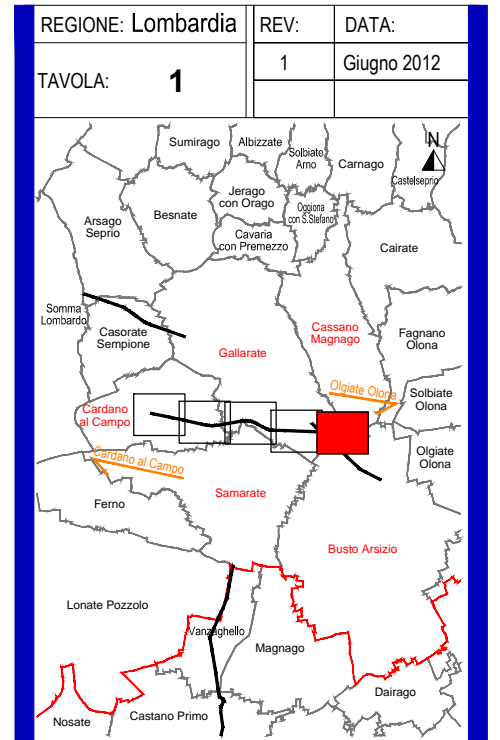 REGIONE: Lombardia
REV:
DATA:
TAVOLA: 1
1
Giugno 2012
N
Sumirago
Albizzate
Solbiate
Arno
Carnago
Castelseprio
Arsago
Seprio
Besnate
Jerago
con Orago
Oggiona
con S.Stefano
Cavaria
con Premezzo
Cairate
Somma
Lombardo
Casorate
Sempione
Gallarate
Cassano
Magnago
Fagnano
Olona
Olgiate Olona
Solbiate
Olona
Cardano
al Campo
Cardano al Campo
Olgiate
Olona
Ferno
Samarate
Busto Arsizio
Lonate Pozzolo
Vanzaghello
Magnago
Dairago
Nosate
Castano Primo